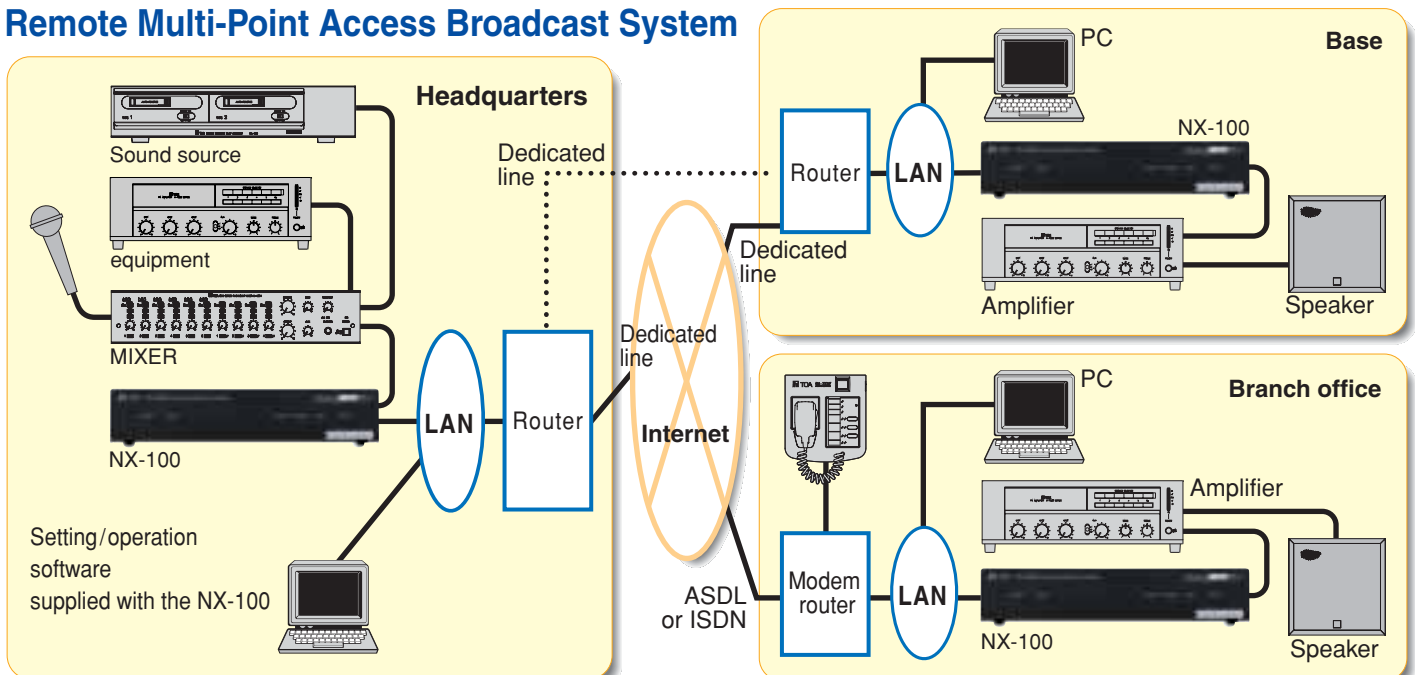 Remote Multi-Point Access Broadcast System
Headquarters
Sound source
equipment
MIXER
NX-100
Setting/operation
software
supplied with the NX-100
LAN
Router
Dedicated
line
Dedicated
line
Internet
Dedicated
line
ASDL
or ISDN
Base
PC
Router
LAN
NX-100
Amplifier
Speaker
Branch office
TOA
PC
Modem
router
LAN
Amplifier
NX-100
Speaker